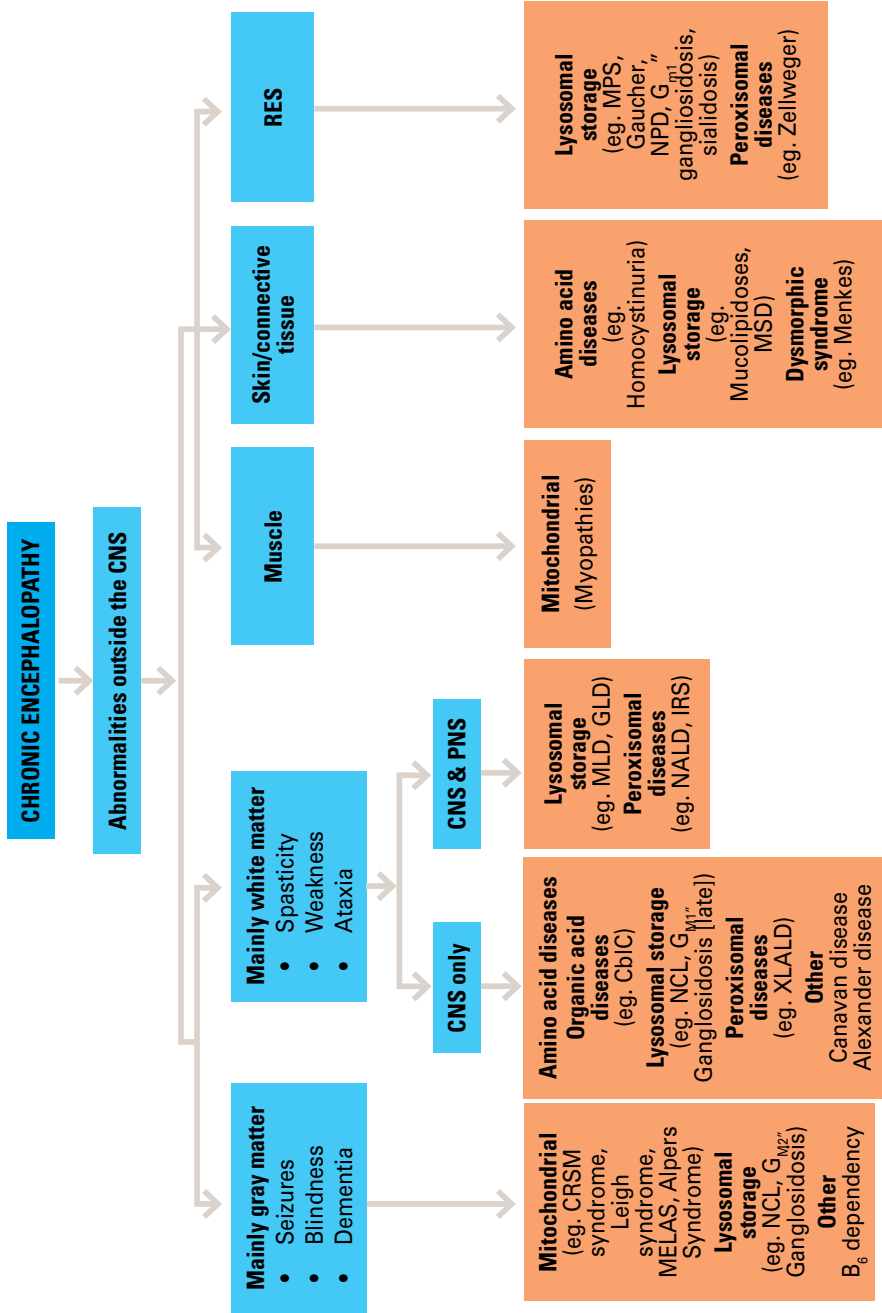 CHRONIC ENCEPHALOPATHY
Abnormalities outside the CNS
Mainly gray matter
• Seizures
• Blindness
• Dementia
Mainly white matter
• Spasticity
• Weakness
• Ataxia
Muscle
Skin/connective
tissue
RES
CNS only
CNS & PNS
Mitochondrial
(eg. CRSM
syndrome,
Leigh
syndrome,
MELAS, Alpers
Syndrome)
Lysosomal
storage
(eg. NCL, GM2"
Ganglosidosis)
Other
B6 dependency
Amino acid diseases
Organic acid
diseases
(eg. CblC)
Lysosomal storage
(eg. NCL, GM1"
Ganglosidosis [late])
Peroxisomal
diseases
(eg. XLALD)
Other
Canavan disease
Alexander disease
Lysosomal
storage
(eg. MLD, GLD)
Peroxisomal
diseases
(eg. NALD, IRS)
Mitochondrial
(Myopathies)
Amino acid
diseases
(eg.
Homocystinuria)
Lysosomal
storage
(eg.
Mucolipidoses,
MSD)
Dysmorphic
syndrome
(eg. Menkes)
Lysosomal
storage
(eg. MPS,
Gaucher,
NPD, Gm1"
gangliosidosis,
sialidosis)
Peroxisomal
diseases
(eg. Zellweger)